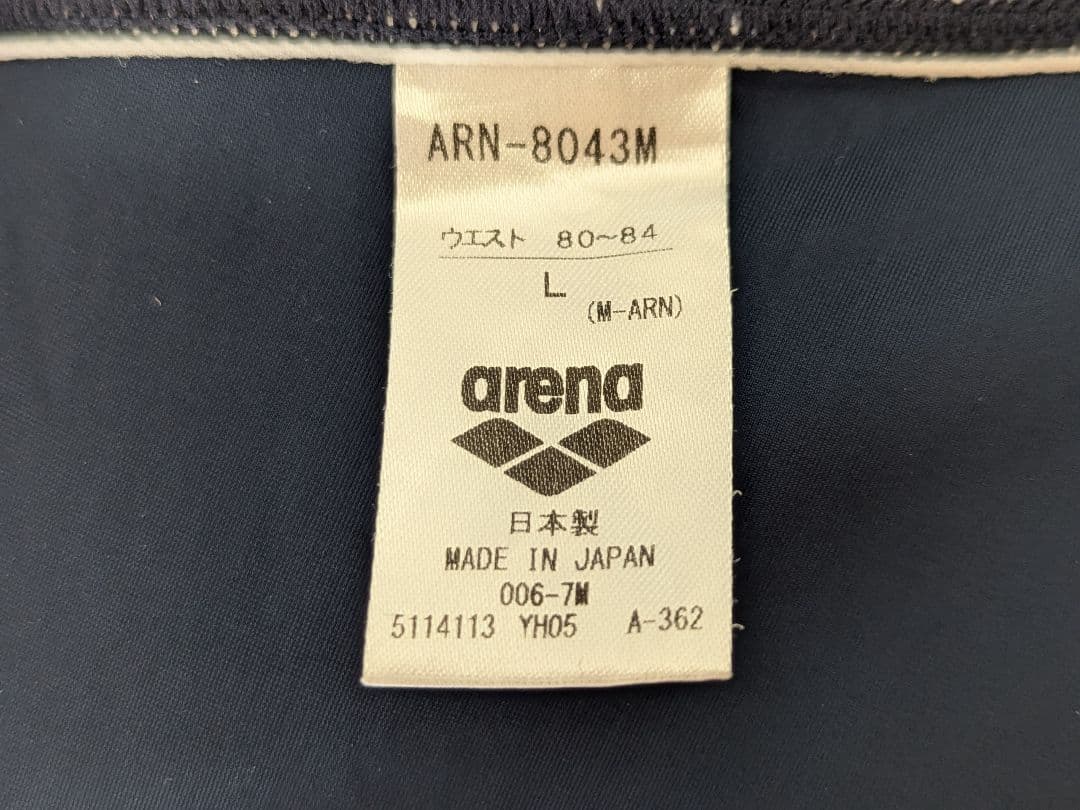 ARN-8043M
ウエスト 80〜84
L
(M-ARN)
arena
日本製
MADE IN JAPAN
006-7M
5114113 YH05 A-362